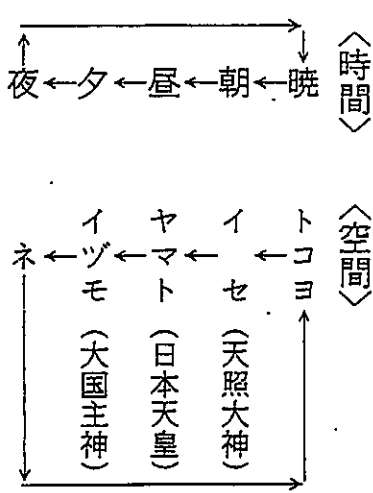 〈時間〉
暁←朝←昼←夕←夜
〈空間〉
トコヨ
イセ(天照大神)
ヤマト(日本天皇)
イヅモ(大国主神)
ネ